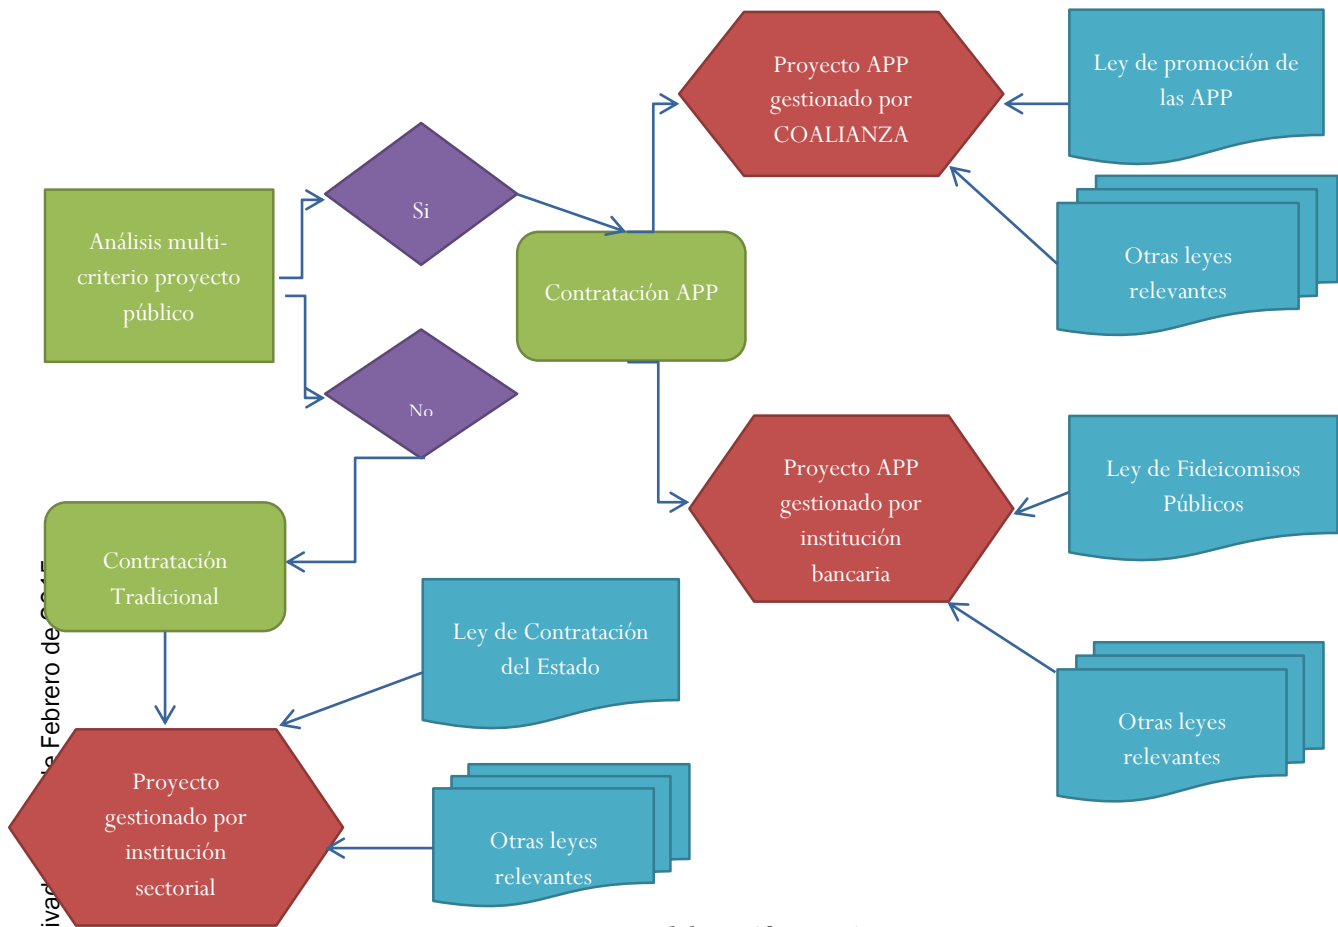 Proyecto APP
gestionado por
COALIANZA
Ley de promoción de
las APP
Si
Análisis multi-
criterio proyecto
público
Otras leyes
relevantes
Contratación APP
No
Proyecto APP
gestionado por
institución
bancaria
Ley de Fideicomisos
Públicos
Contratación
Tradicional
Ley de Contratación
del Estado
Otras leyes
relevantes
Proyecto
gestionado por
institución
sectorial
Otras leyes
relevantes
Febrero de